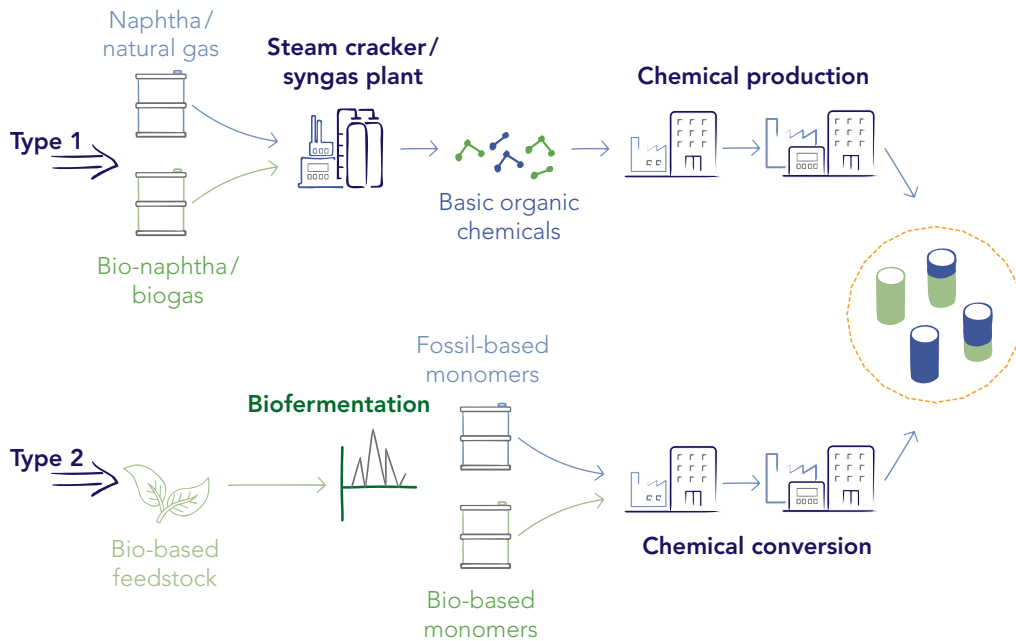 Naphtha/
natural gas
Steam cracker/
syngas plant
Chemical production
Type 1
Basic organic
chemicals
Bio-naphtha/
biogas
Fossil-based
monomers
Biofermentation
Type 2
Bio-based
feedstock
Chemical conversion
Bio-based
monomers